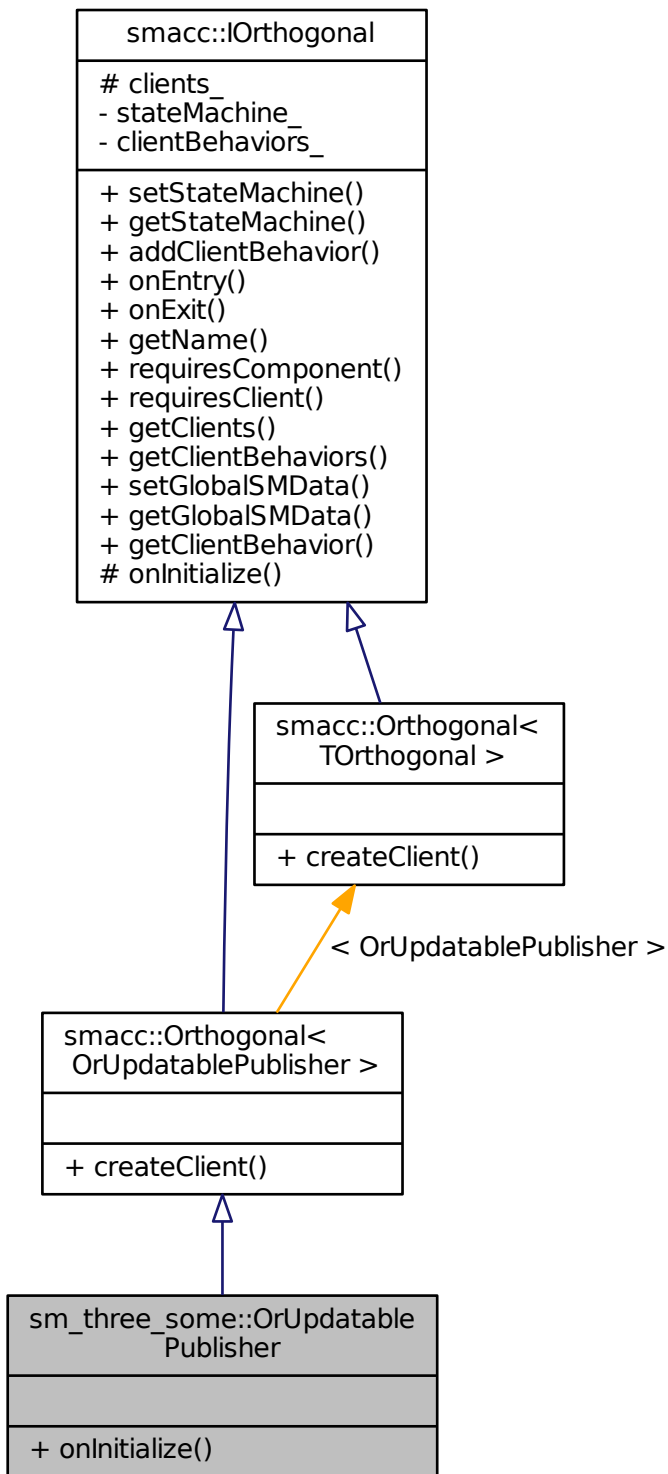 smacc::IOrthogonal
# clients_
- stateMachine_
- clientBehaviors_
+ setStateMachine()
+ getStateMachine()
+ addClientBehavior()
+ onEntry()
+ onExit()
+ getName()
+ requiresComponent()
+ requiresClient()
+ getClients()
+ getClientBehaviors()
+ setGlobalSMData()
+ getGlobalSMData()
+ getClientBehavior()
# onInitialize()
smacc::Orthogonal<
TOrthogonal >
+ createClient()
< OrUpdatablePublisher >
smacc::Orthogonal<
OrUpdatablePublisher >
+ createClient()
sm_three_some::OrUpdatable
Publisher
+ onInitialize()